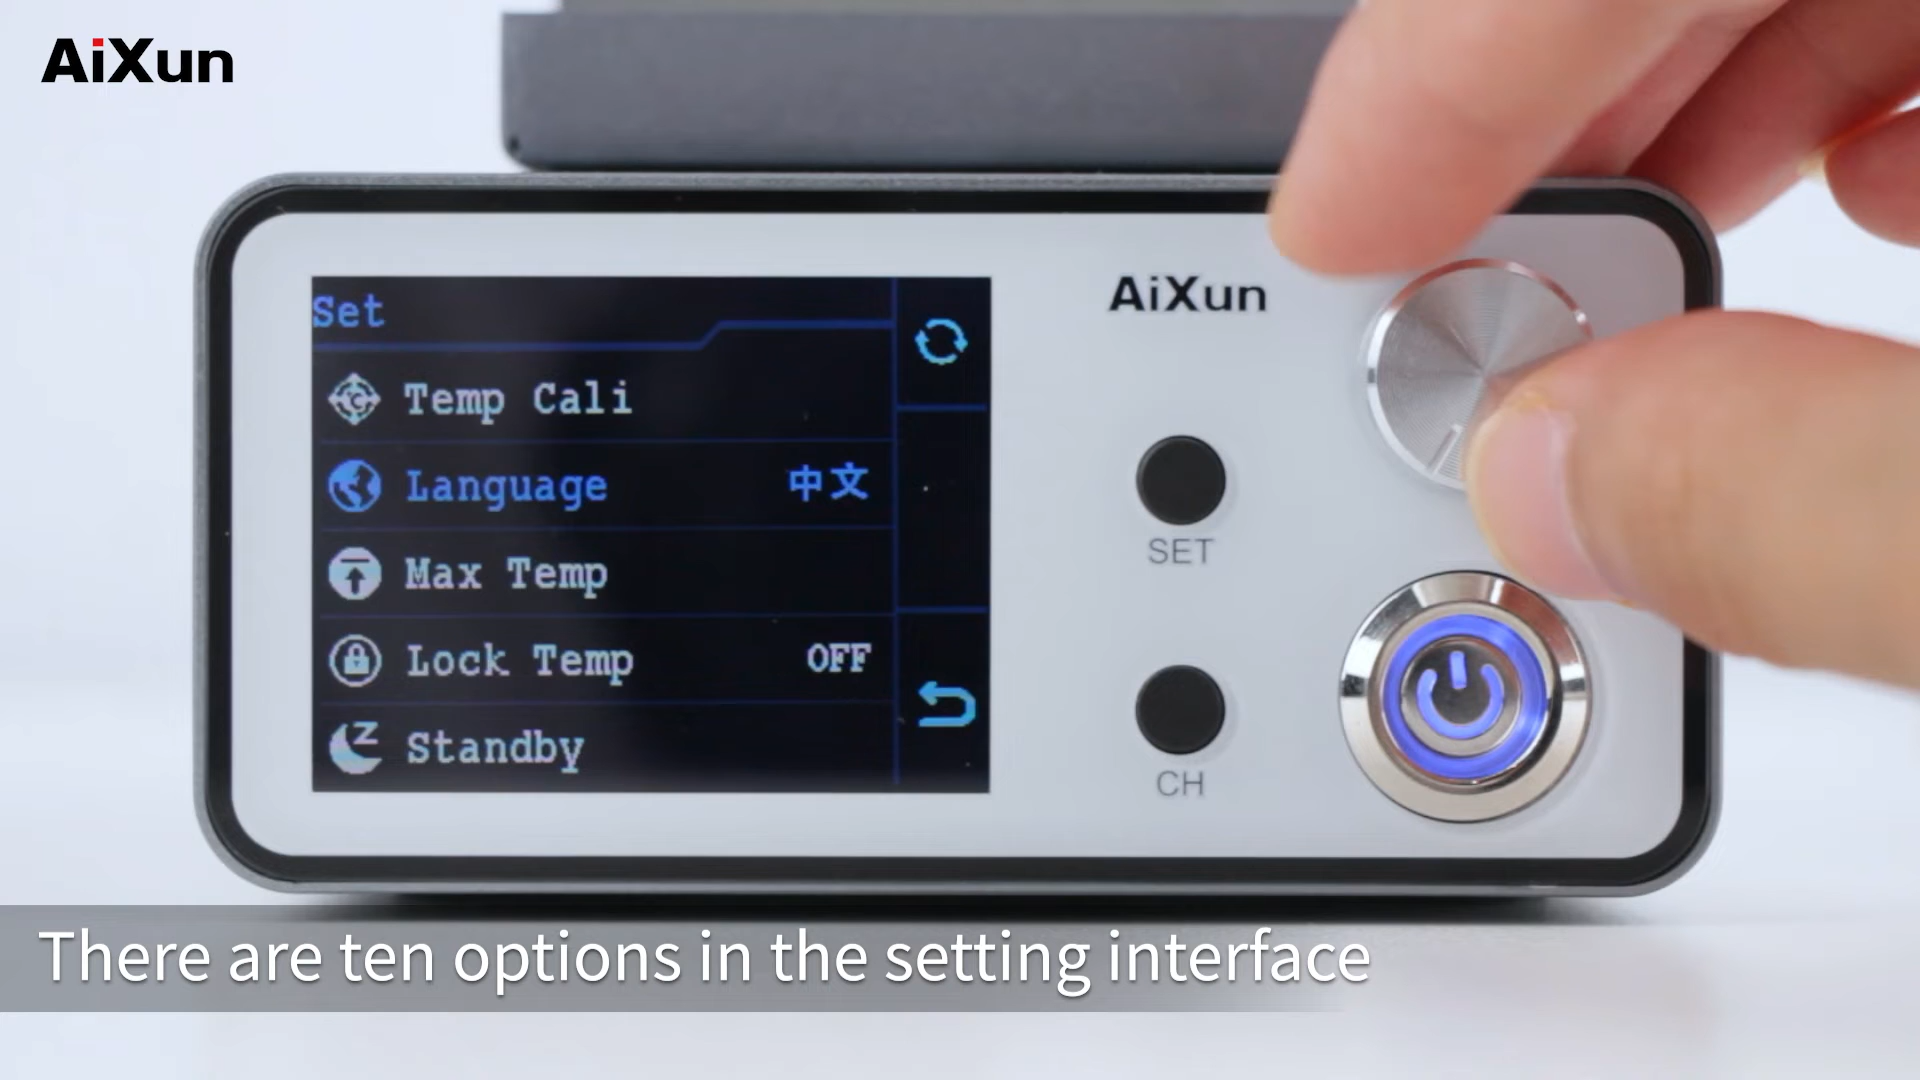 AiXun
Set
Temp Cali
Language 中文
Max Temp
Lock Temp OFF
Standby
AiXun
SET
CH
There are ten options in the setting interface